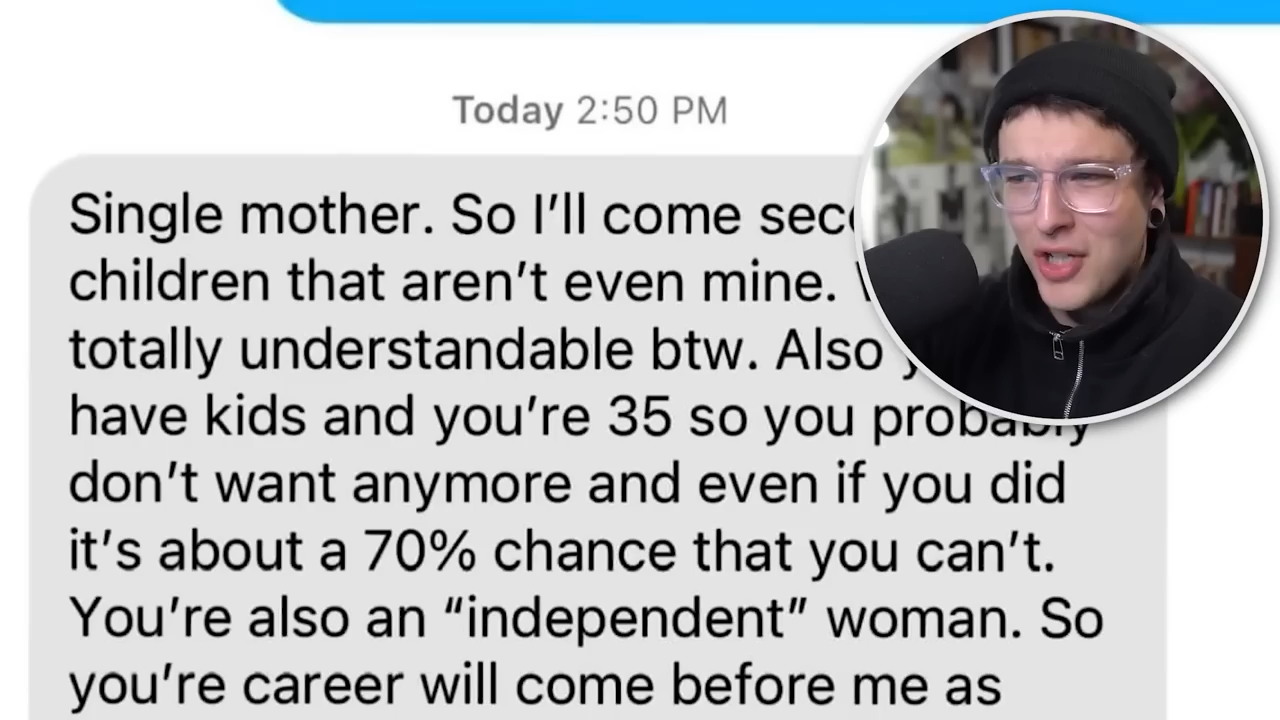 Today 2:50 PM
Single mother. So I'll come
children that aren't even mine.
totally understandable btw. Also
have kids and you're 35 so you probably
don't want anymore and even if you did
it's about a 70% chance that you can't.
You're also an “independent” woman. So
you're career will come before me as